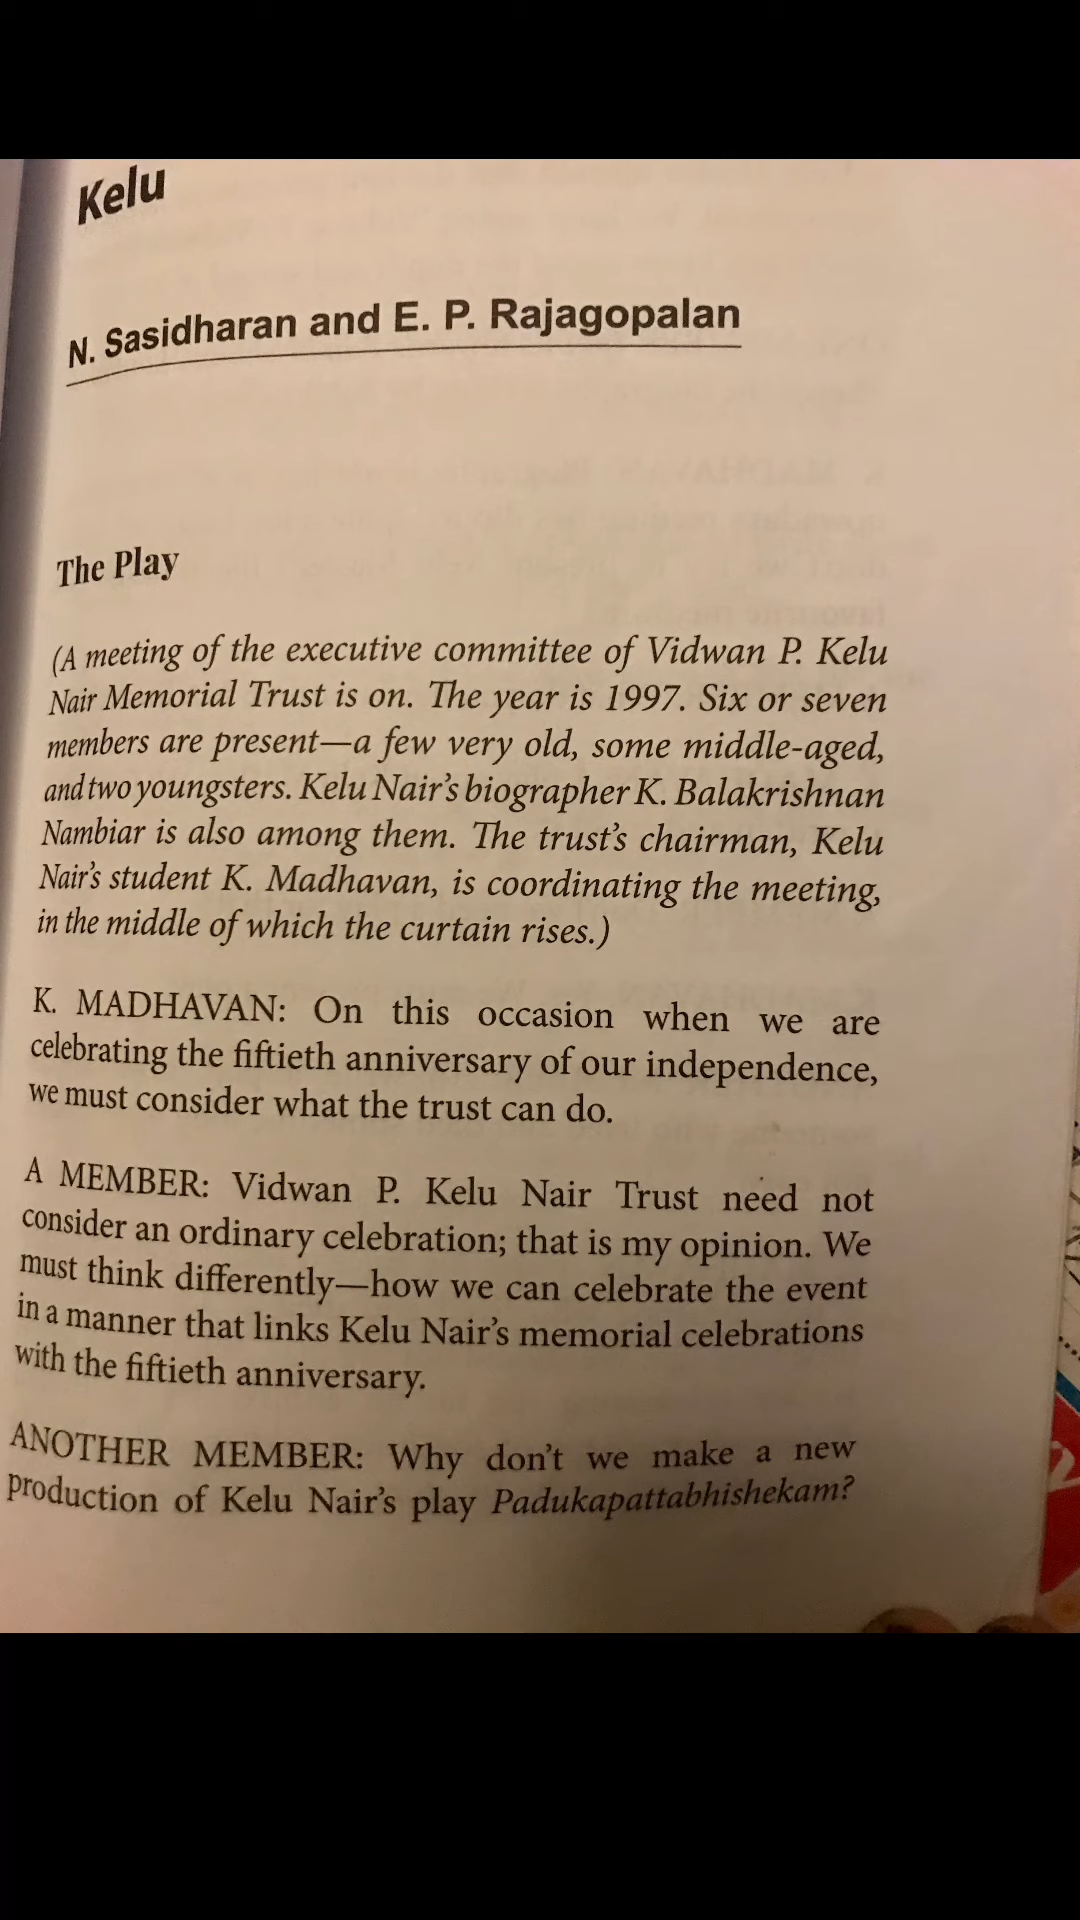 Kelu
N. Sasidharan and E. P. Rajagopalan
The Play
(A meeting of the executive committee of Vidwan P. Kelu
Nair Memorial Trust is on. The year is 1997. Six or seven
members are present—a few very old, some middle-aged,
and two youngsters. Kelu Nair's biographer K. Balakrishnan
Nambiar is also among them. The trust's chairman, Kelu
Nair's student K. Madhavan, is coordinating the meeting,
in the middle of which the curtain rises.)
K. MADHAVAN: On this occasion when we are
celebrating the fiftieth anniversary of our independence,
we must consider what the trust can do.
A MEMBER: Vidwan P. Kelu Nair Trust need not
consider an ordinary celebration; that is my opinion. We
must think differently—how we can celebrate the event
in a manner that links Kelu Nair's memorial celebrations
with the fiftieth anniversary.
ANOTHER MEMBER: Why don't we make a new
production of Kelu Nair's play Padukapattabhishekam?